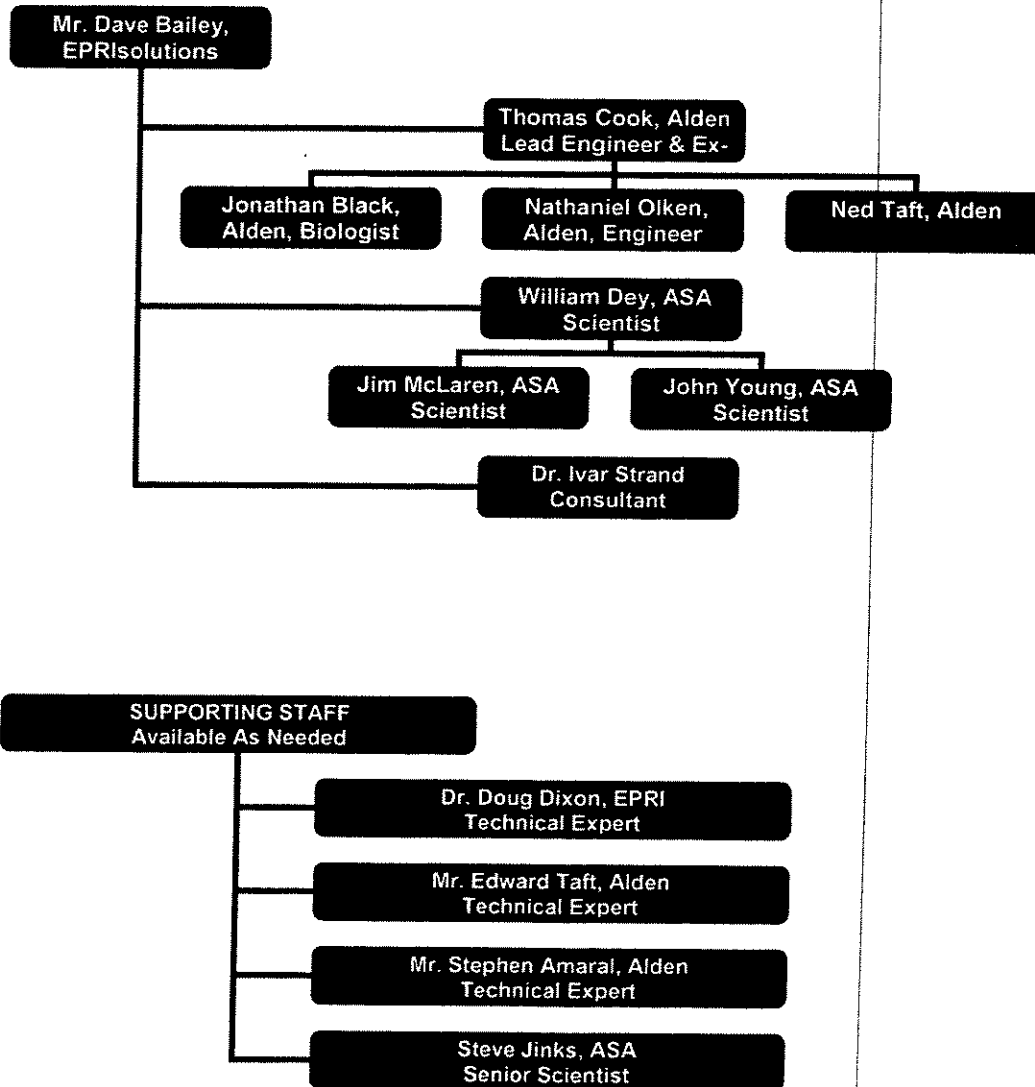 Mr. Dave Bailey,
EPRIsolutions
Thomas Cook, Alden
Lead Engineer & Ex-
Jonathan Black,
Alden, Biologist
Nathaniel Olken,
Alden, Engineer
Ned Taft, Alden
William Dey, ASA
Scientist
Jim McLaren, ASA
Scientist
John Young, ASA
Scientist
Dr. Ivar Strand
Consultant
SUPPORTING STAFF
Available As Needed
Dr. Doug Dixon, EPRI
Technical Expert
Mr. Edward Taft, Alden
Technical Expert
Mr. Stephen Amaral, Alden
Technical Expert
Steve Jinks, ASA
Senior Scientist